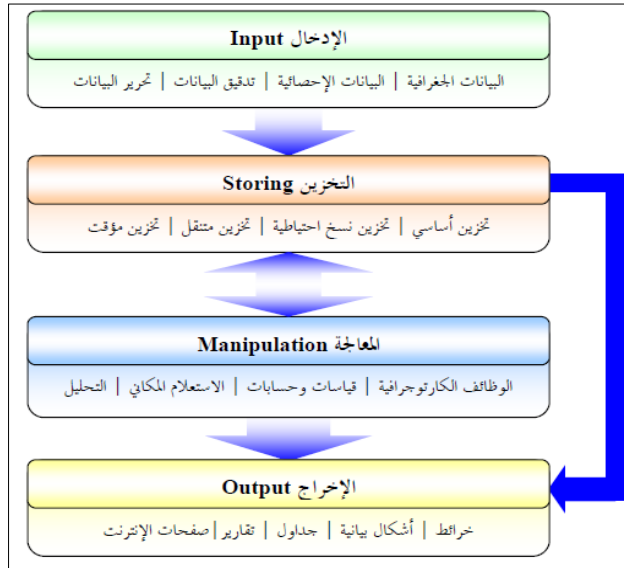 الإدخال Input
البيانات الجغرافية | البيانات الإحصائية | تدقيق البيانات | تحرير البيانات
التخزين Storing
تخزين أساسي | تخزين نسخ احتياطية | تخزين متنقل | تخزين مؤقت
المعالجة Manipulation
الوظائف الكارتوجرافية | قياسات وحسابات | الاستعلام المكاني | التحليل
الإخراج Output
خرائط | أشكال بيانية | جداول | تقارير | صفحات الإنترنت